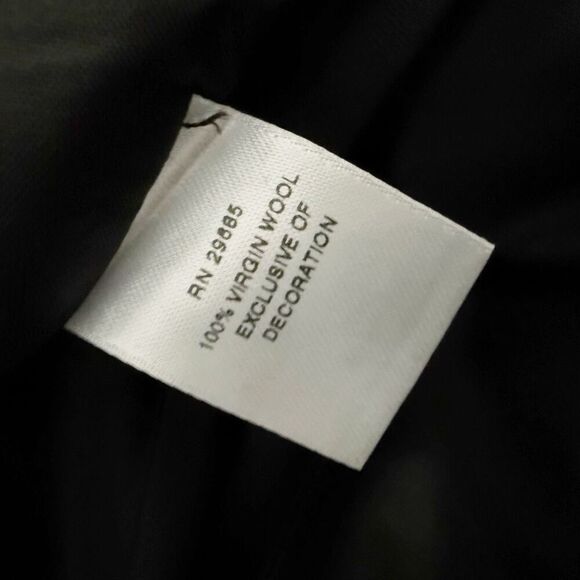 RN 29885
100% VIRGIN WOOL
EXCLUSIVE OF
DECORATION